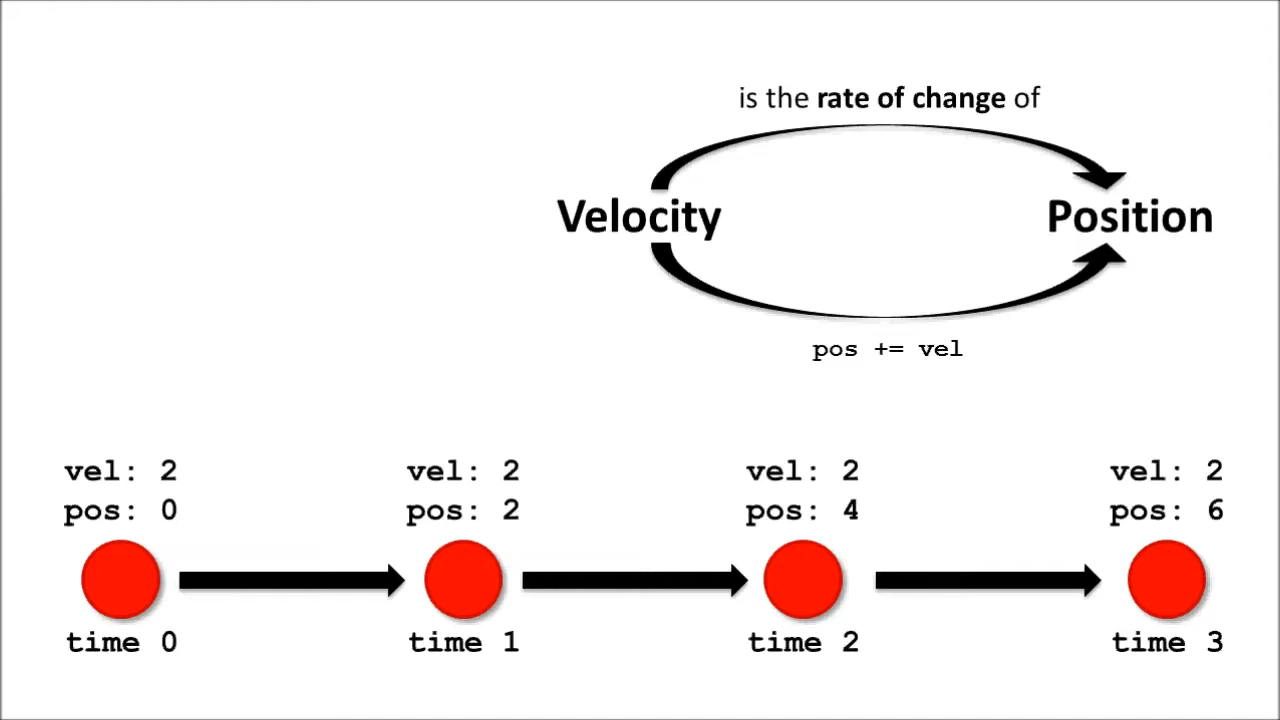 is the rate of change of
Velocity
Position
pos += vel
vel: 2
pos: 0
time 0
vel: 2
pos: 2
time 1
vel: 2
pos: 4
time 2
vel: 2
pos: 6
time 3